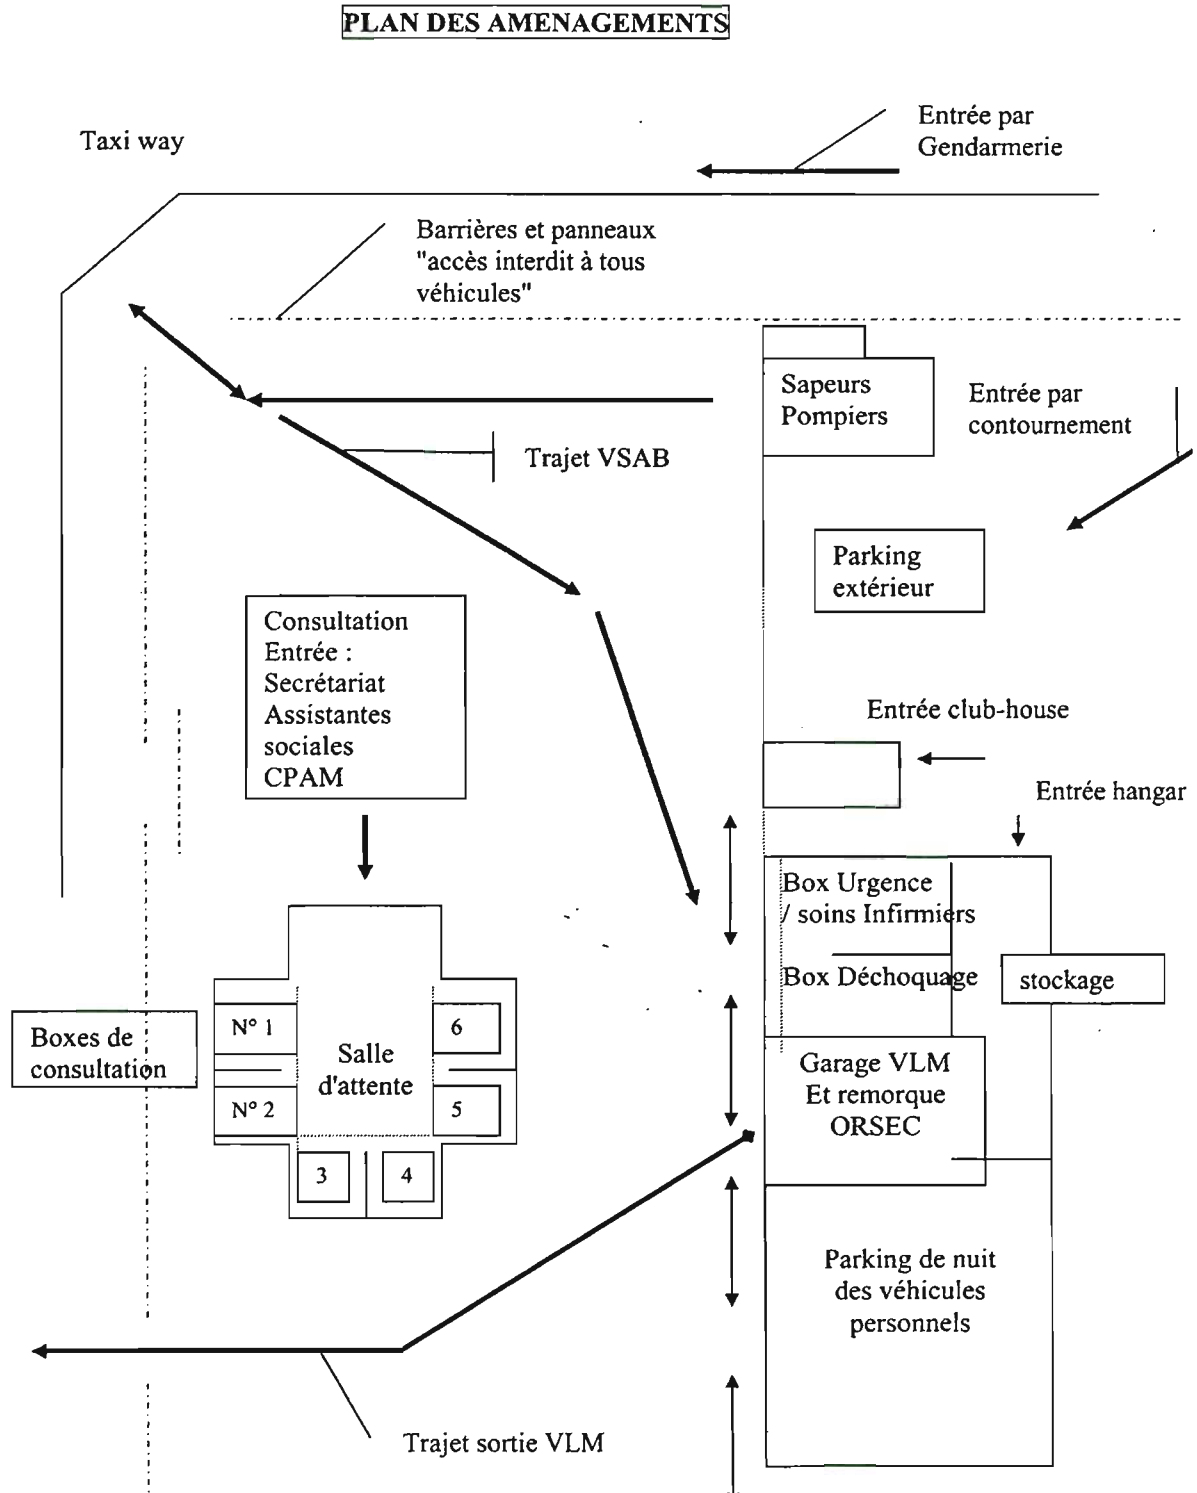 PLAN DES AMENAGEMENTS
Taxi way
Entrée par
Gendarmerie
Barrières et panneaux
"accès interdit à tous
véhicules"
Sapeurs
Pompiers
Entrée par
contournement
Trajet VSAB
Parking
extérieur
Consultation
Entrée :
Secrétariat
Assistantes
sociales
CPAM
Entrée club-house
Entrée hangar
Box Urgence
/ soins Infirmiers
Box Déchoquage
stockage
Boxes de
consultation
N° 1
N° 2
Salle
d'attente
6
5
3
4
Garage VLM
Et remorque
ORSEC
Parking de nuit
des véhicules
personnels
Trajet sortie VLM